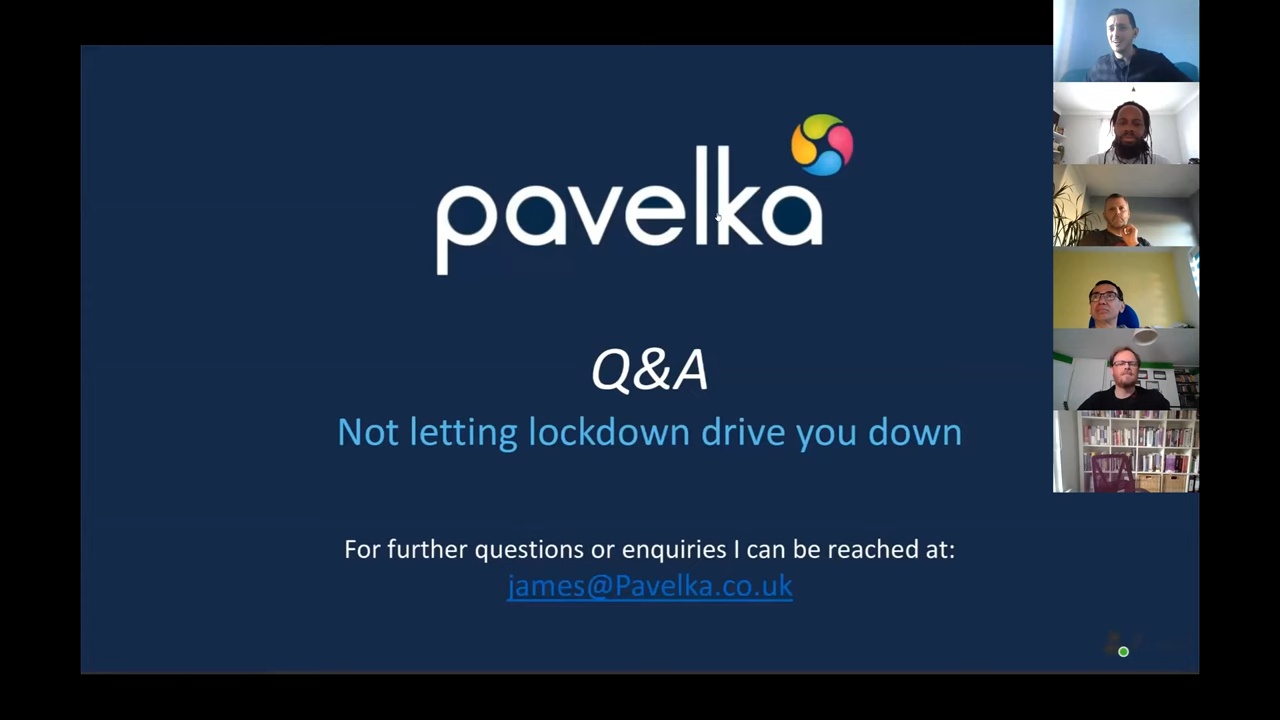 pavelka
Q&A
Not letting lockdown drive you down
For further questions or enquiries I can be reached at:
james@Pavelka.co.uk